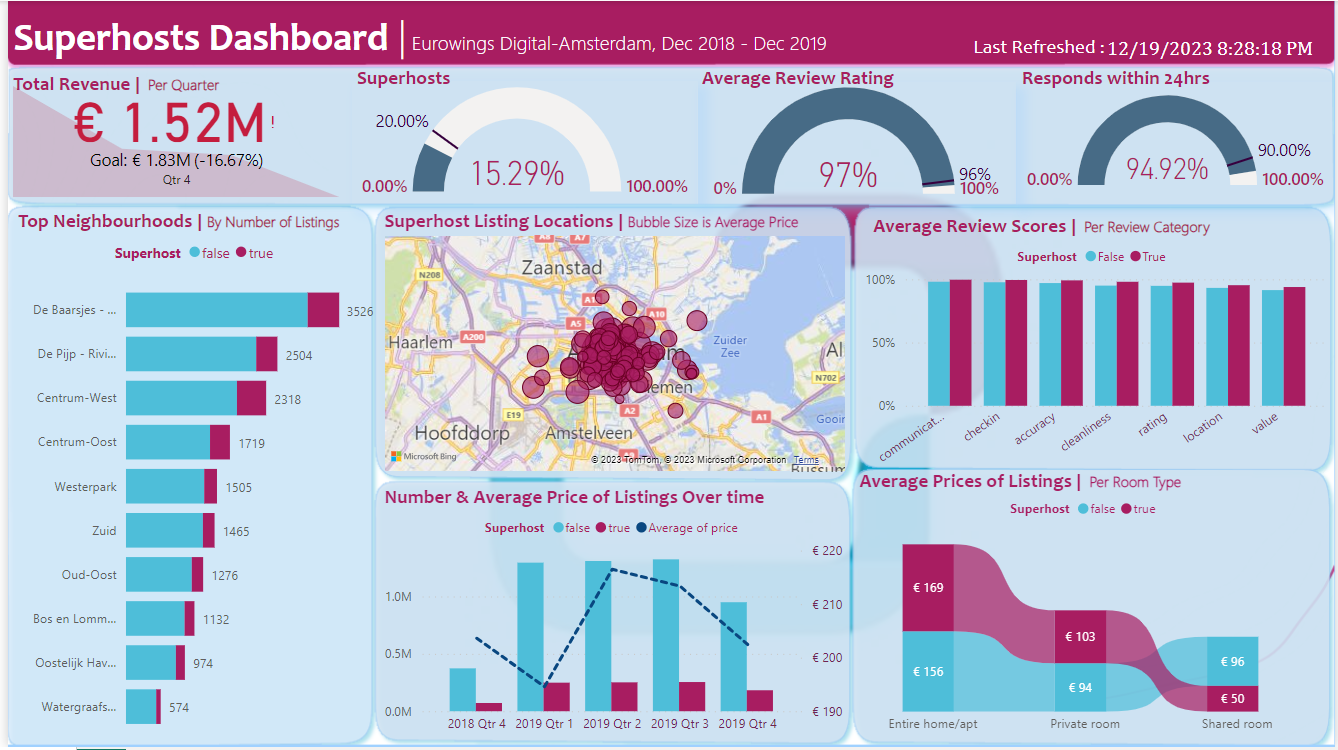 Superhosts Dashboard | Eurowings Digital-Amsterdam, Dec 2018 - Dec 2019
Last Refreshed : 12/19/2023 8:28:18 PM
Total Revenue | Per Quarter
€ 1.52M !
Goal: € 1.83M (-16.67%)
Qtr 4
Superhosts
20.00%
15.29%
0.00%
100.00%
Average Review Rating
97%
96%
0%
100%
Responds within 24hrs
90.00%
94.92%
0.00%
100.00%
Top Neighbourhoods | By Number of Listings
Superhost false true
De Baarsjes - ... 3526
De Pijp - Rivi... 2504
Centrum-West 2318
Centrum-Oost 1719
Westerpark 1505
Zuid 1465
Oud-Oost 1276
Bos en Lomm... 1132
Oostelijk Hav... 974
Watergraafs... 574
Superhost Listing Locations | Bubble Size is Average Price
A8
A7
Zaanstad
N208
A10
A5
A200
Haarlem
Zuider
Zee
Al
N702
E19
A2
A1
Gooi
Hoofddorp
Amstelveen
Microsoft Bing
© 2023 TomTom, © 2023 Microsoft Corporation Terms
Bussum
Average Review Scores | Per Review Category
Superhost False True
100%
50%
0%
communicat...
checkin
accuracy
cleanliness
rating
location
value
Number & Average Price of Listings Over time
Superhost false true Average of price
€ 220
1.0M
€ 210
0.5M
€ 200
0.0M
€ 190
2018 Qtr 4
2019 Qtr 1
2019 Qtr 2
2019 Qtr 3
2019 Qtr 4
Average Prices of Listings | Per Room Type
Superhost false true
€ 169
€ 156
€ 103
€ 94
€ 96
€ 50
Entire home/apt
Private room
Shared room